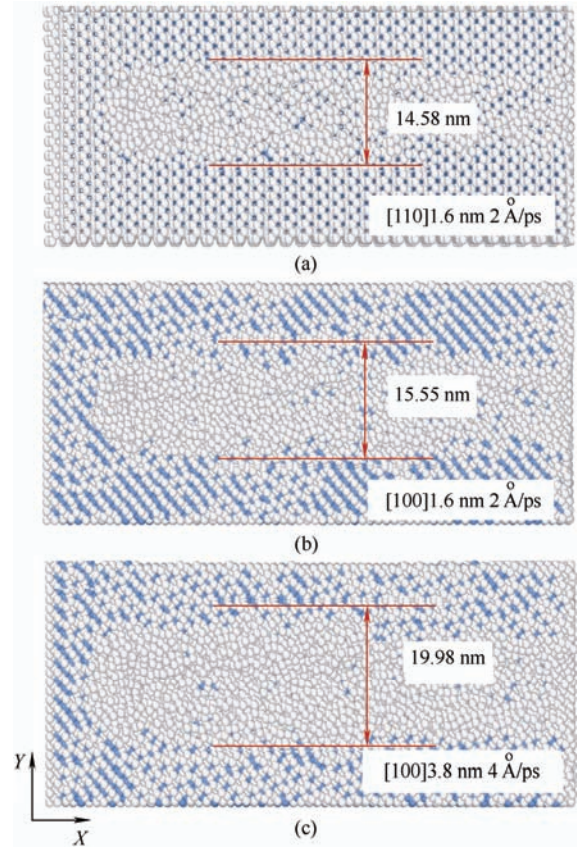 14.58 nm
[110]1.6 nm 2 Å/ps
(a)
15.55 nm
[100]1.6 nm 2 Å/ps
(b)
19.98 nm
[100]3.8 nm 4 Å/ps
Y
X
(c)